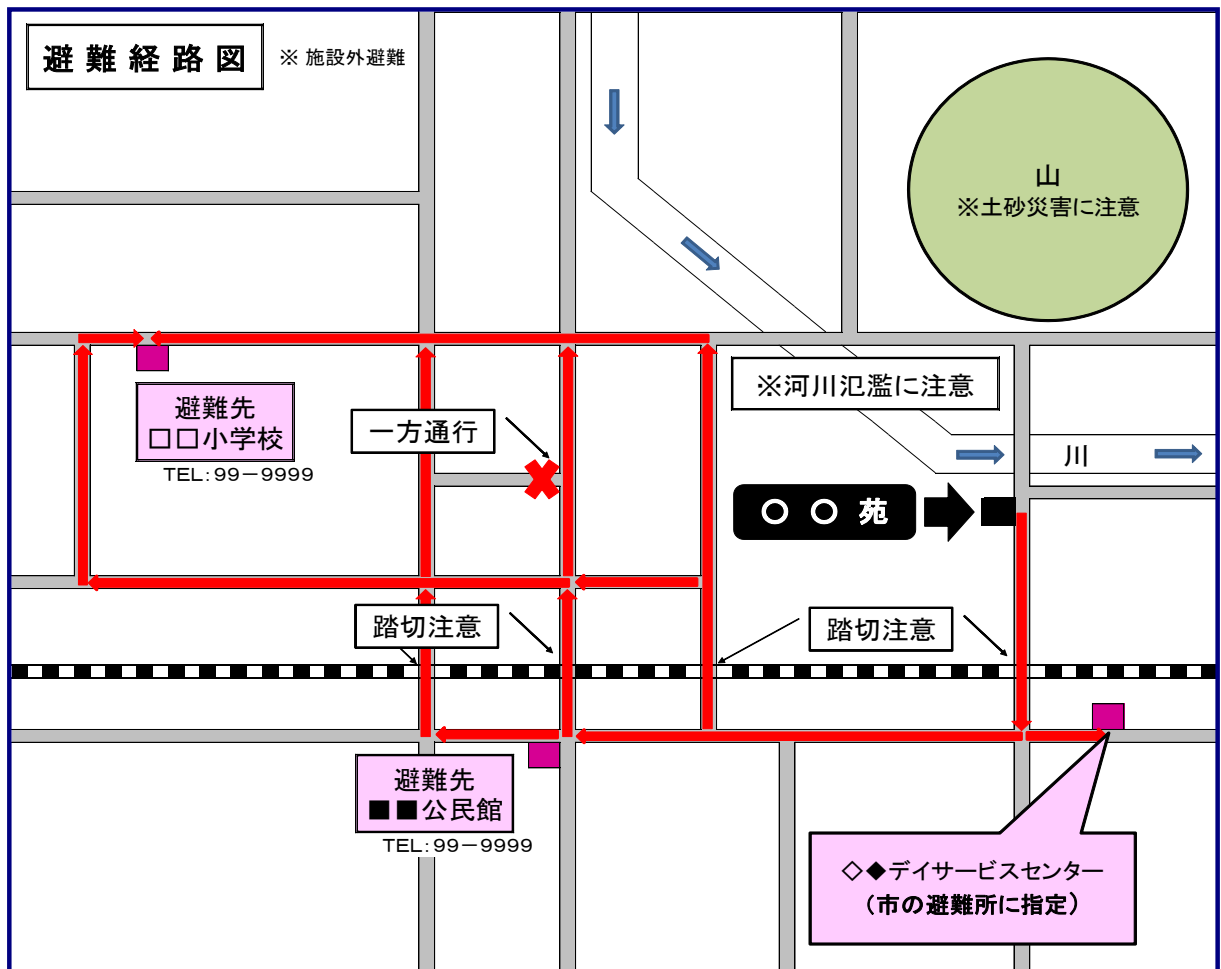 避難経路図
※ 施設外避難
山
※土砂災害に注意
※河川氾濫に注意
避難先
□□小学校
TEL:99－9999
一方通行
川
○ ○ 苑
踏切注意
踏切注意
避難先
■■公民館
TEL:99－9999
◇◆デイサービスセンター
(市の避難所に指定)